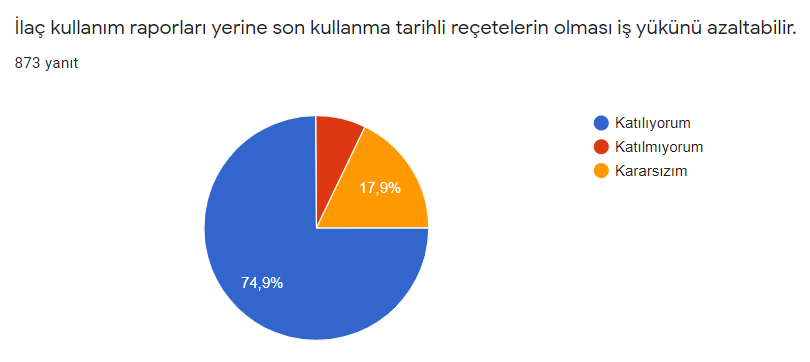 İlaç kullanım raporları yerine son kullanma tarihli reçetelerin olması iş yükünü azaltabilir.
873 yanıt
Katılıyorum
Katılmıyorum
Kararsızım
17,9%
74,9%